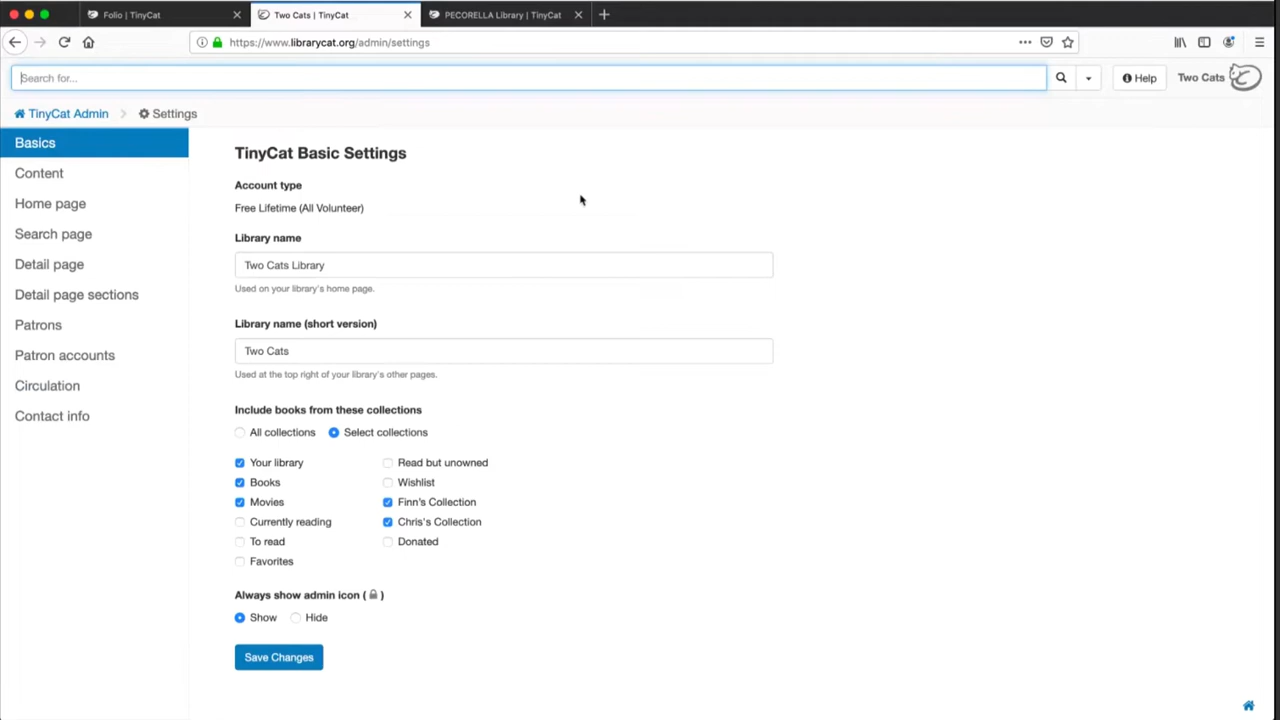 Folio | TinyCat
Two Cats | TinyCat
PECORELLA Library | TinyCat
https://www.librarycat.org/admin/settings
Search for...
Help
Two Cats
TinyCat Admin
Settings
Basics
Content
Home page
Search page
Detail page
Detail page sections
Patrons
Patron accounts
Circulation
Contact info
TinyCat Basic Settings
Account type
Free Lifetime (All Volunteer)
Library name
Two Cats Library
Used on your library's home page.
Library name (short version)
Two Cats
Used at the top right of your library's other pages.
Include books from these collections
All collections Select collections
Your library Read but unowned
Books Wishlist
Movies Finn's Collection
Currently reading Chris's Collection
To read Donated
Favorites
Always show admin icon ( )
Show Hide
Save Changes